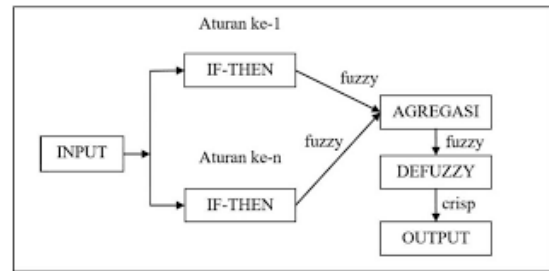 Aturan ke-1
IF-THEN
fuzzy
AGREGASI
INPUT
Aturan ke-n
fuzzy
fuzzy
DEFUZZY
IF-THEN
crisp
OUTPUT